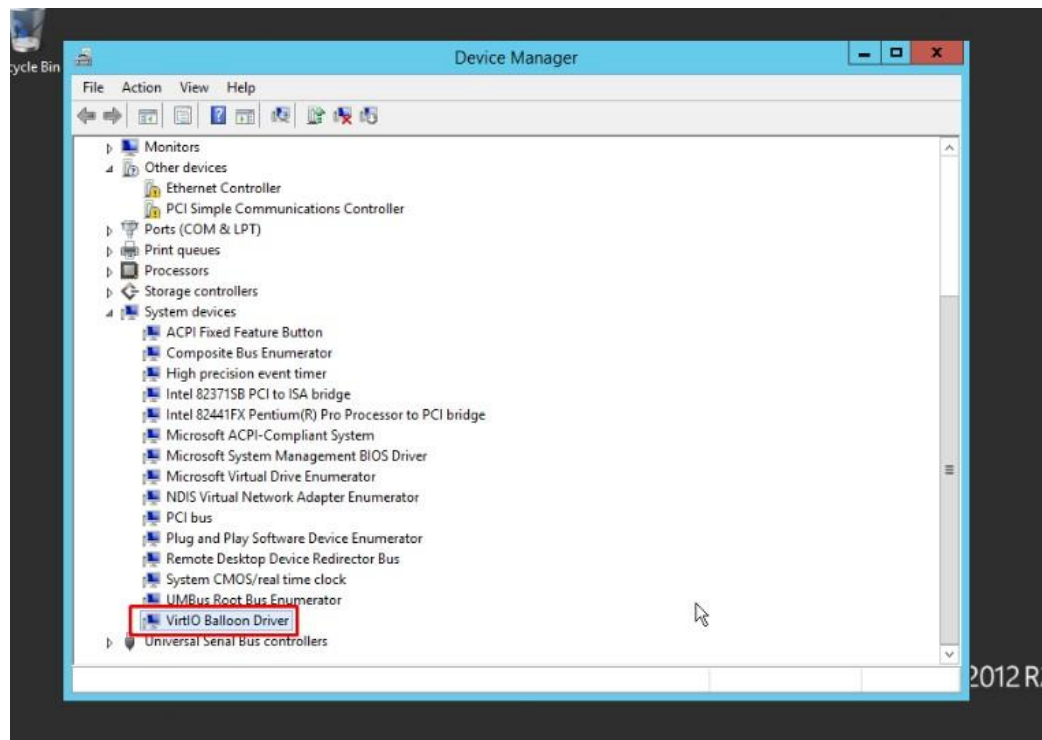 cycle Bin
Device Manager
File Action View Help
Monitors
Other devices
Ethernet Controller
PCI Simple Communications Controller
Ports (COM & LPT)
Print queues
Processors
Storage controllers
System devices
ACPI Fixed Feature Button
Composite Bus Enumerator
High precision event timer
Intel 82371SB PCI to ISA bridge
Intel 82441FX Pentium(R) Pro Processor to PCI bridge
Microsoft ACPI-Compliant System
Microsoft System Management BIOS Driver
Microsoft Virtual Drive Enumerator
NDIS Virtual Network Adapter Enumerator
PCI bus
Plug and Play Software Device Enumerator
Remote Desktop Device Redirector Bus
System CMOS/real time clock
UMBus Root Bus Enumerator
VirtIO Balloon Driver
Universal Serial Bus controllers
2012 R